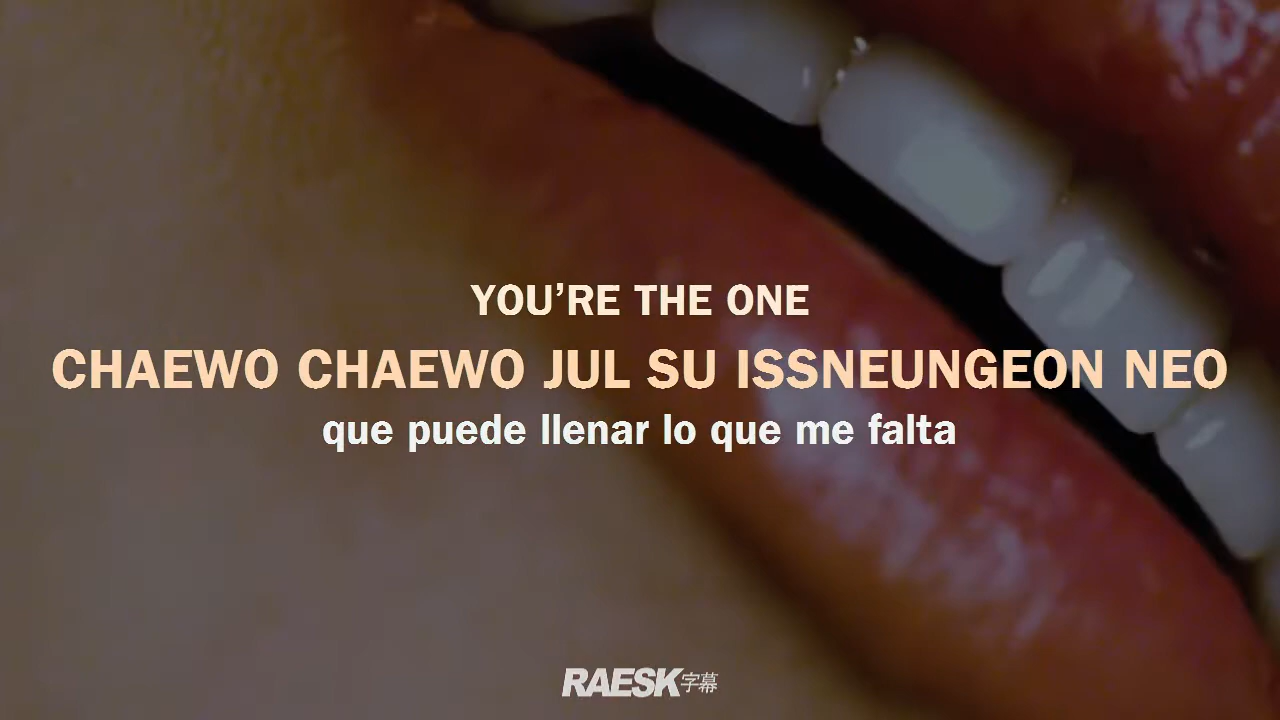 YOU’RE THE ONE
CHAEWO CHAEWO JUL SU ISSNEUNGEON NEO
que puede llenar lo que me falta
RAESK字幕